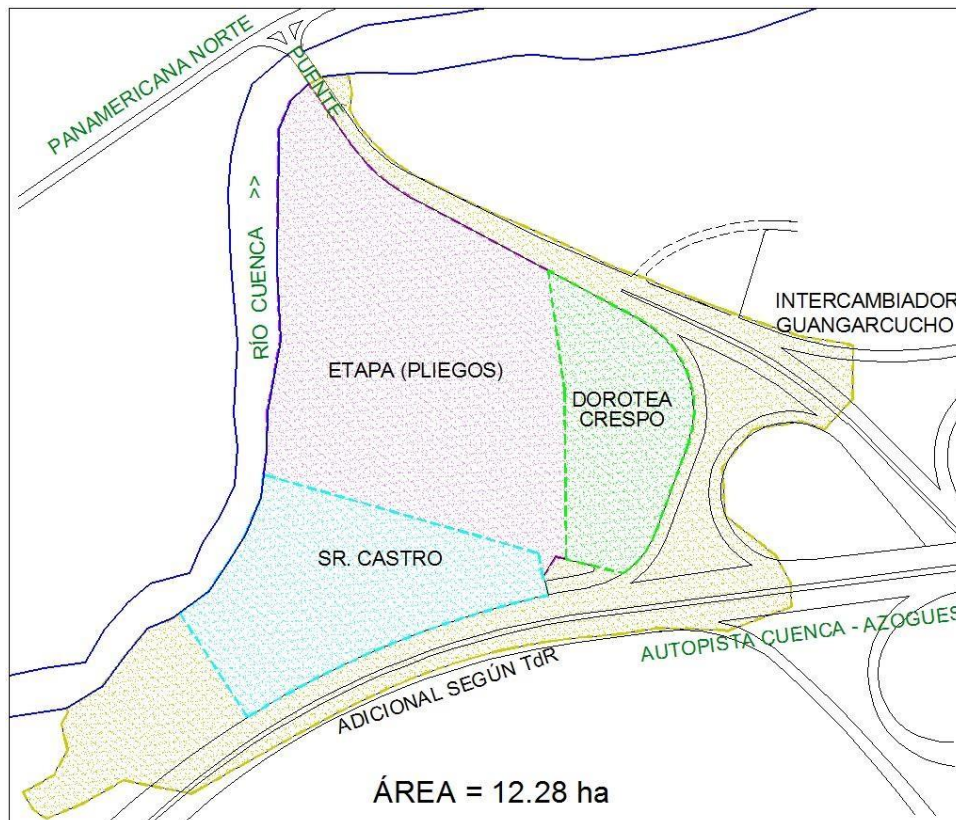 PANAMERICANA NORTE
PUENTE
RÍO CUENCA >>
INTERCAMBIADOR
GUANGARCUCHO
ETAPA (PLIEGOS)
DOROTEA
CRESPO
SR. CASTRO
AUTOPISTA CUENCA - AZOGUES
ADICIONAL SEGÚN TdR
ÁREA = 12.28 ha